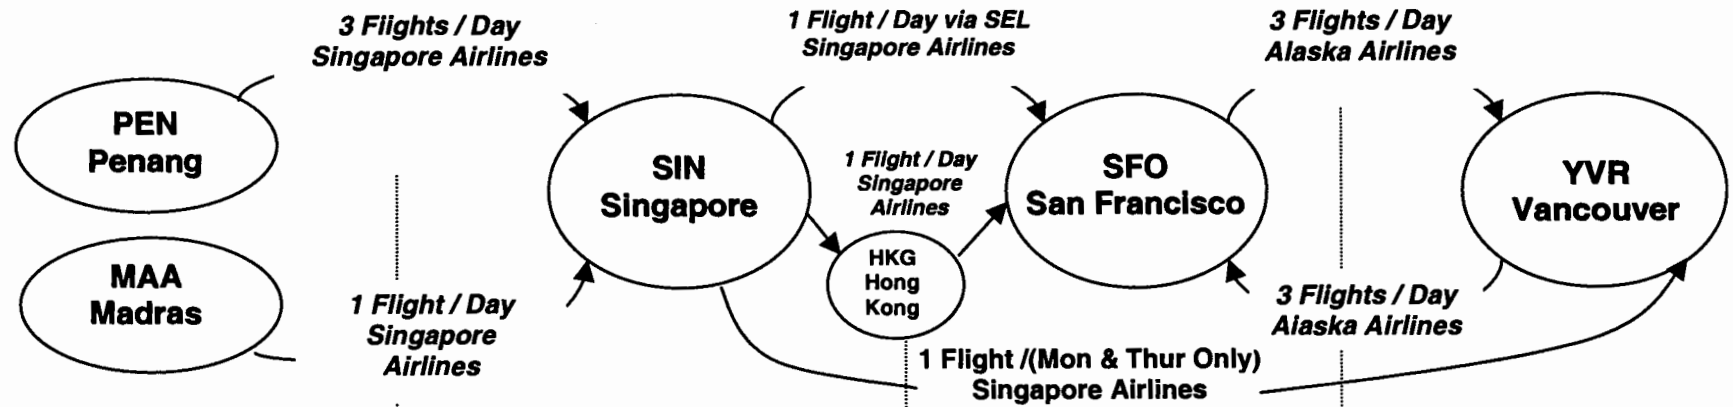 3 Flights / Day
Singapore Airlines
1 Flight / Day via SEL
Singapore Airlines
3 Flights / Day
Alaska Airlines
PEN
Penang
SIN
Singapore
1 Flight / Day
Singapore
Airlines
SFO
San Francisco
YVR
Vancouver
MAA
Madras
HKG
Hong
Kong
1 Flight / Day
Singapore
Airlines
3 Flights / Day
Alaska Airlines
1 Flight /(Mon & Thur Only)
Singapore Airlines